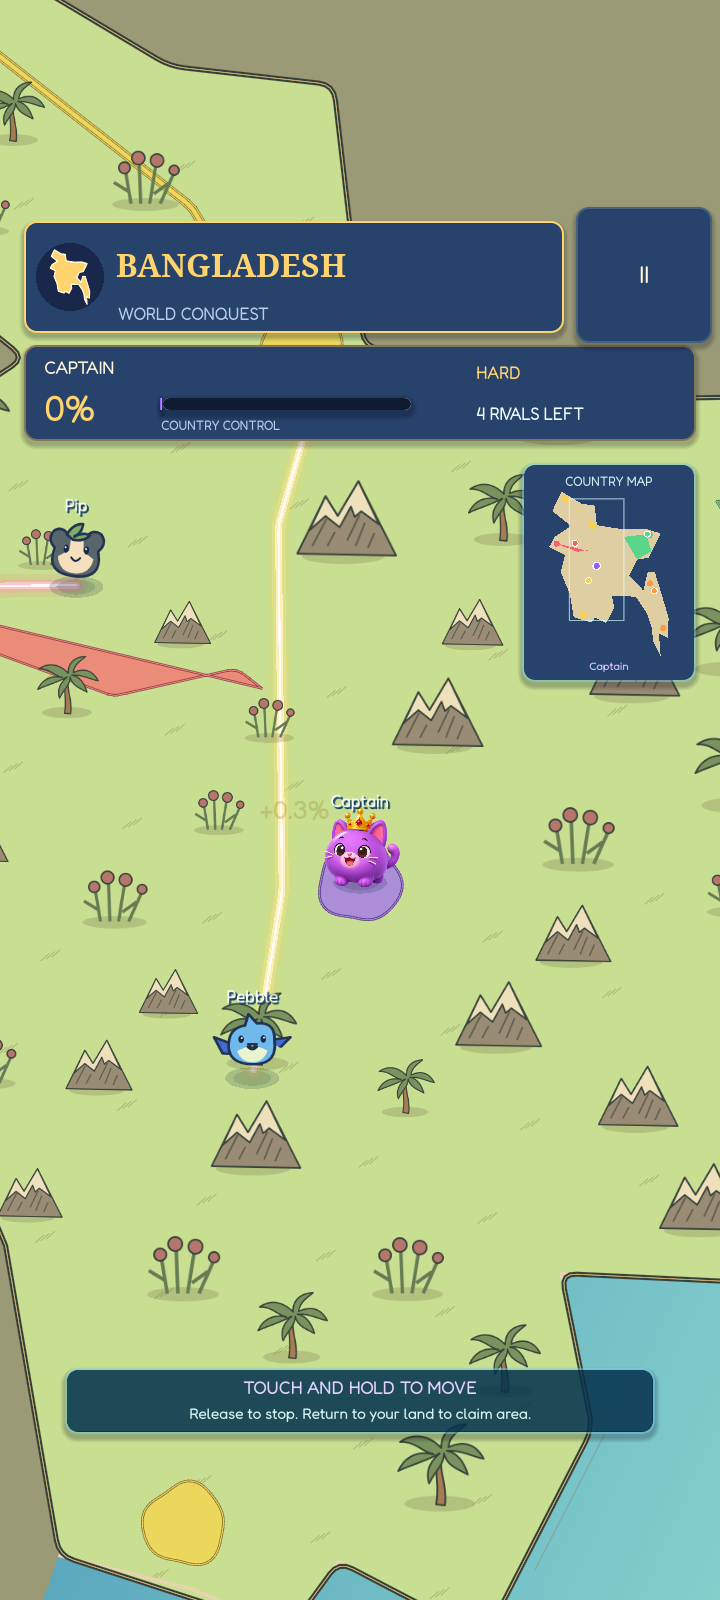 BANGLADESH
WORLD CONQUEST
CAPTAIN
0%
COUNTRY CONTROL
HARD
4 RIVALS LEFT
COUNTRY MAP
Captain
Pip
+0.3%
Captain
Pebble
TOUCH AND HOLD TO MOVE
Release to stop. Return to your land to claim area.